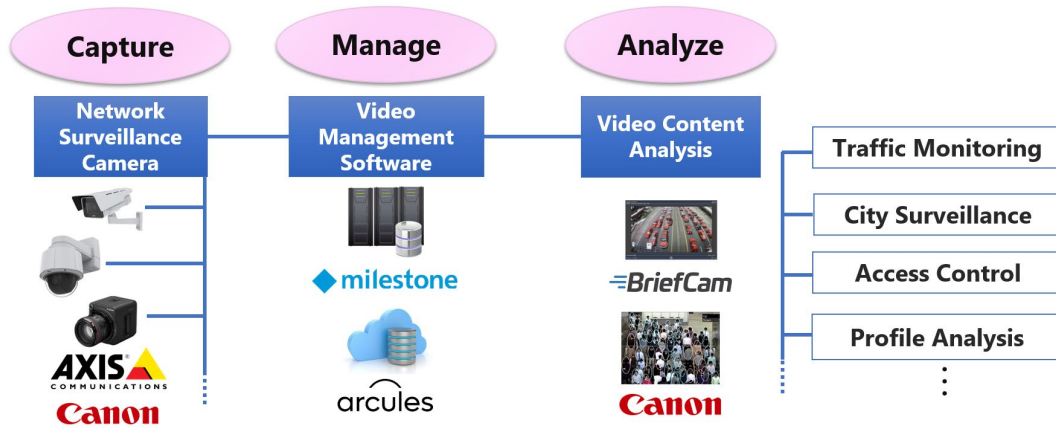 Capture
Manage
Analyze
Network
Surveillance
Camera
Video
Management
Software
Video Content
Analysis
Traffic Monitoring
City Surveillance
Access Control
Profile Analysis
milestone
BriefCam
AXIS
COMMUNICATIONS
Canon
arcules
Canon